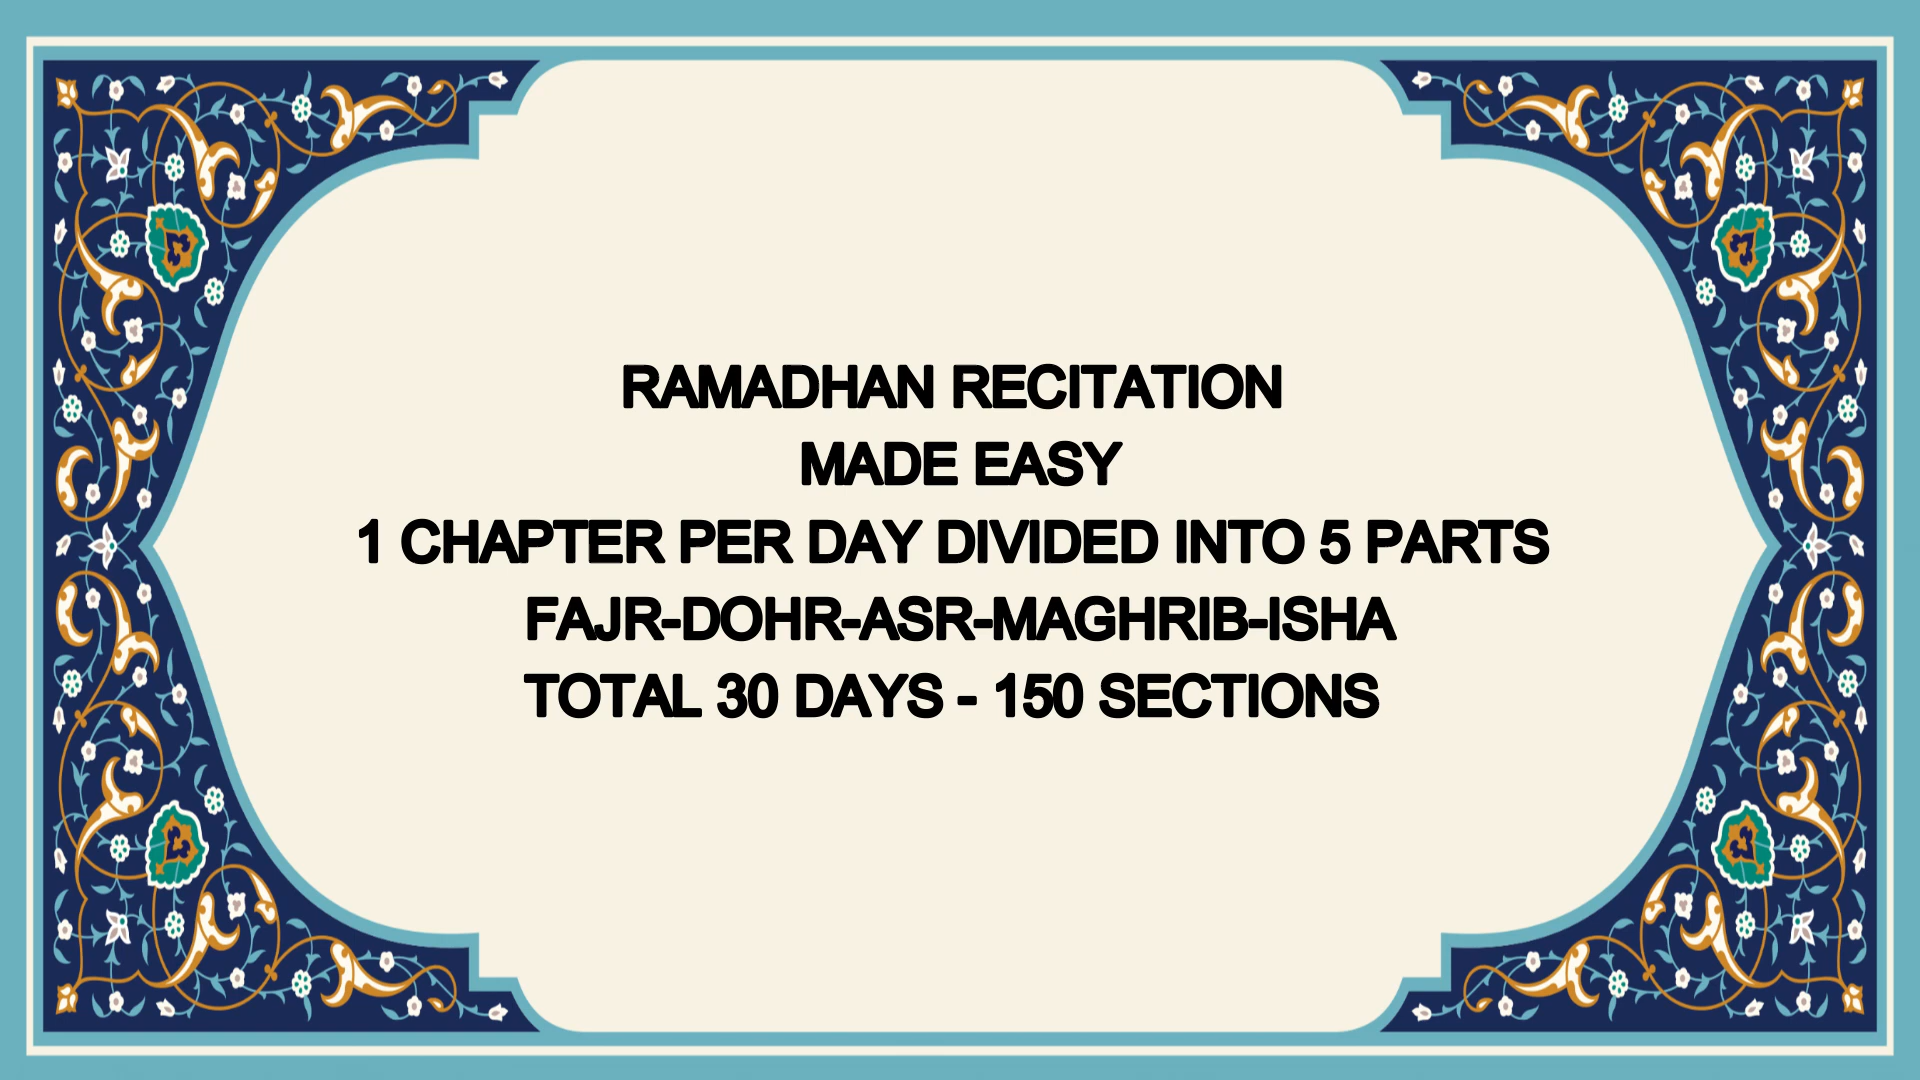 RAMADHAN RECITATION
MADE EASY
1 CHAPTER PER DAY DIVIDED INTO 5 PARTS
FAJR-DOHR-ASR-MAGHRIB-ISHA
TOTAL 30 DAYS - 150 SECTIONS